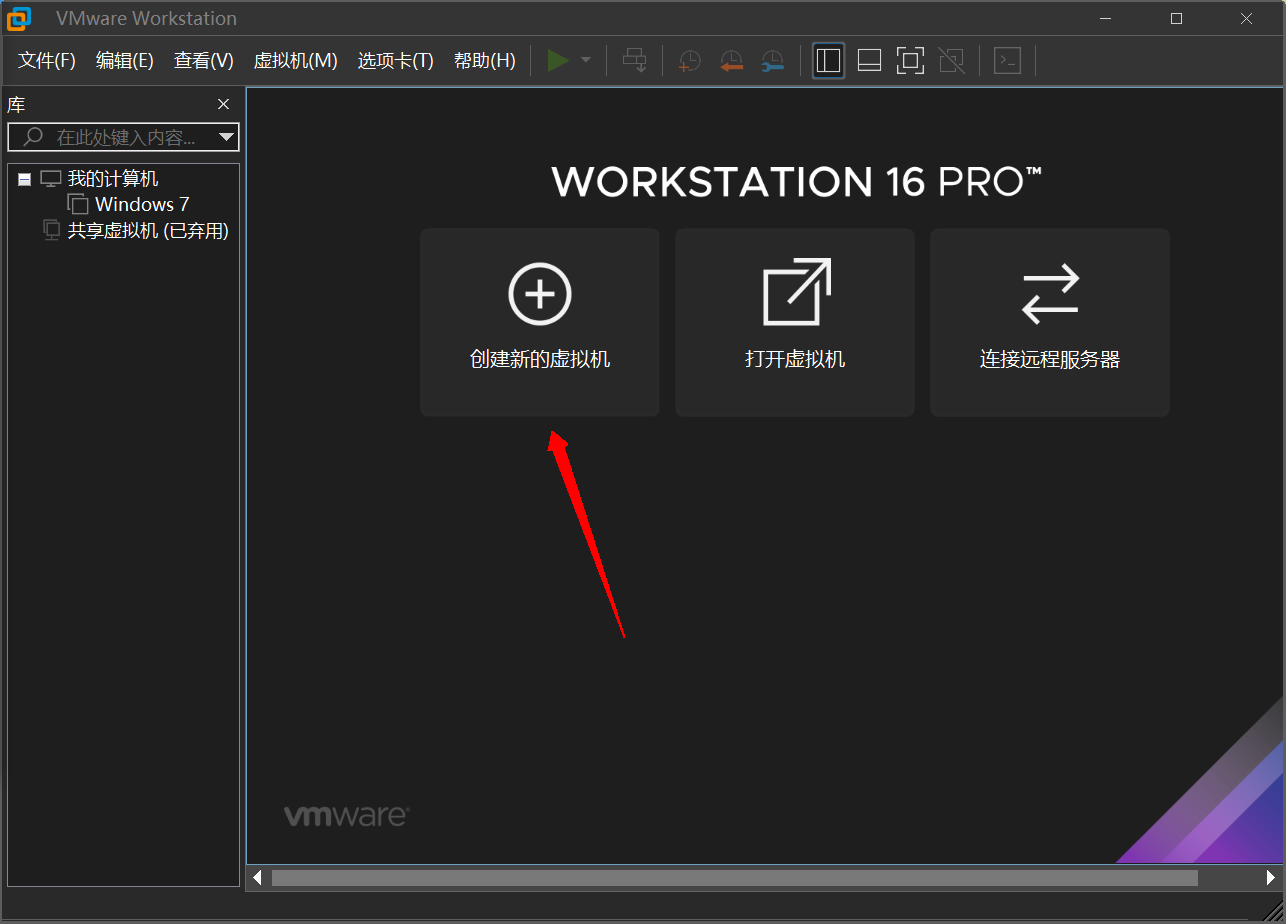 VMware Workstation
文件(F) 编辑(E) 查看(V) 虚拟机(M) 选项卡(T) 帮助(H)
库
在此处键入内容...
我的计算机
Windows 7
共享虚拟机 (已弃用)
WORKSTATION 16 PRO™
创建新的虚拟机
打开虚拟机
连接远程服务器
vmware®